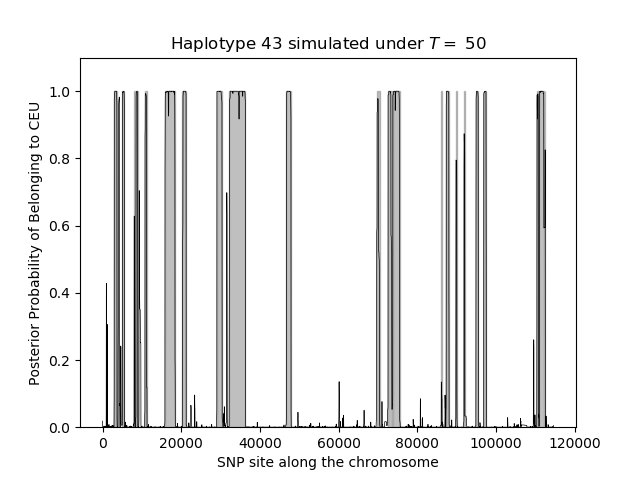 Haplotype 43 simulated under T = 50
Posterior Probability of Belonging to CEU
1.0
0.8
0.6
0.4
0.2
0.0
0 20000 40000 60000 80000 100000 120000
SNP site along the chromosome